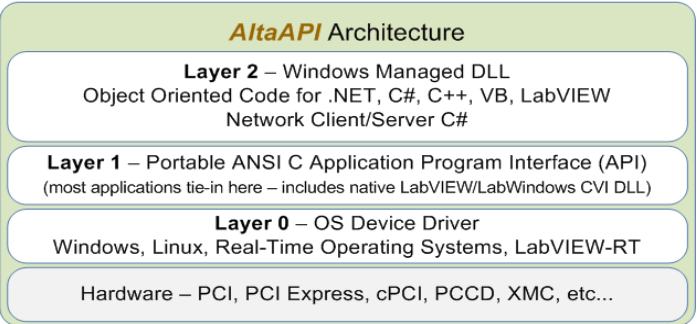 AltaAPI Architecture
Layer 2 – Windows Managed DLL
Object Oriented Code for .NET, C#, C++, VB, LabVIEW
Network Client/Server C#
Layer 1 – Portable ANSI C Application Program Interface (API)
(most applications tie-in here – includes native LabVIEW/LabWindows CVI DLL)
Layer 0 – OS Device Driver
Windows, Linux, Real-Time Operating Systems, LabVIEW-RT
Hardware – PCI, PCI Express, cPCI, PCCD, XMC, etc...